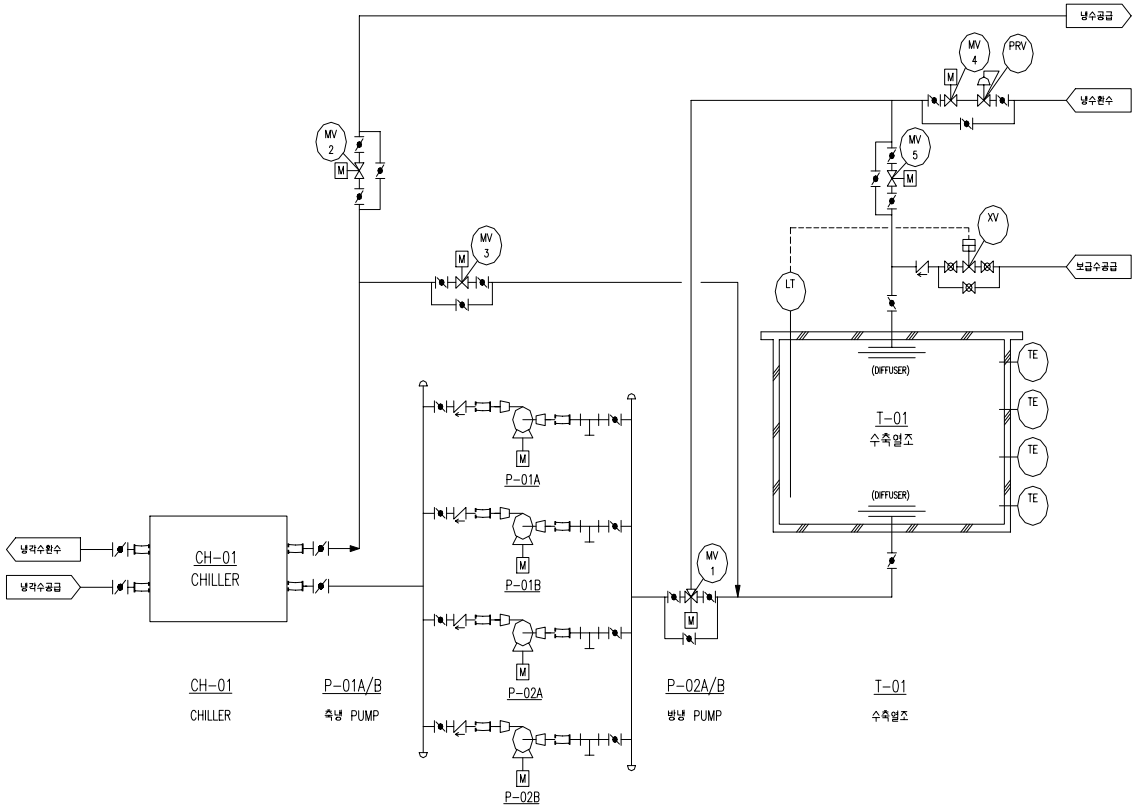 냉수공급
MV
4
PRV
냉수환수
MV
2
M
M
MV
5
M
MV
3
M
XV
LT
보급수공급
(DIFFUSER)
TE
TE
T-01
수축열조
TE
(DIFFUSER)
TE
M
P-01A
M
P-01B
M
P-02A
M
P-02B
냉각수환수
냉각수공급
CH-01
CHILLER
MV
1
M
CH-01
CHILLER
P-01A/B
축냉 PUMP
P-02A/B
방냉 PUMP
T-01
수축열조